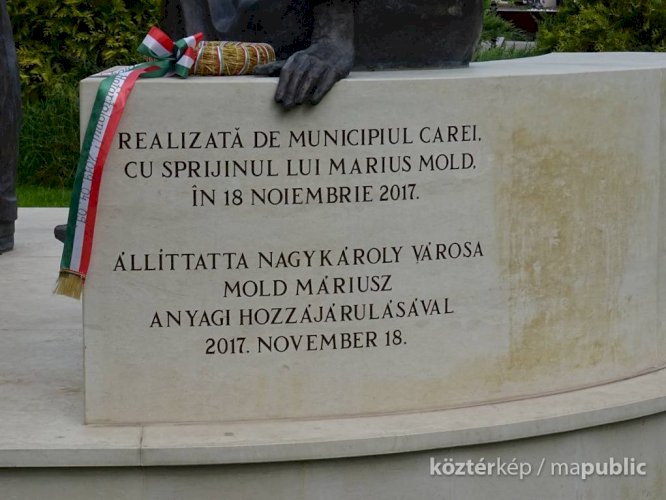 REALIZATĂ DE MUNICIPIUL CAREI,
CU SPRIJINUL LUI MARIUS MOLD,
ÎN 18 NOIEMBRIE 2017.
ÁLLÍTTATTA NAGYKÁROLY VÁROSA
MOLD MÁRIUSZ
ANYAGI HOZZÁJÁRULÁSÁVAL
2017. NOVEMBER 18.
köztérkép / mapublic